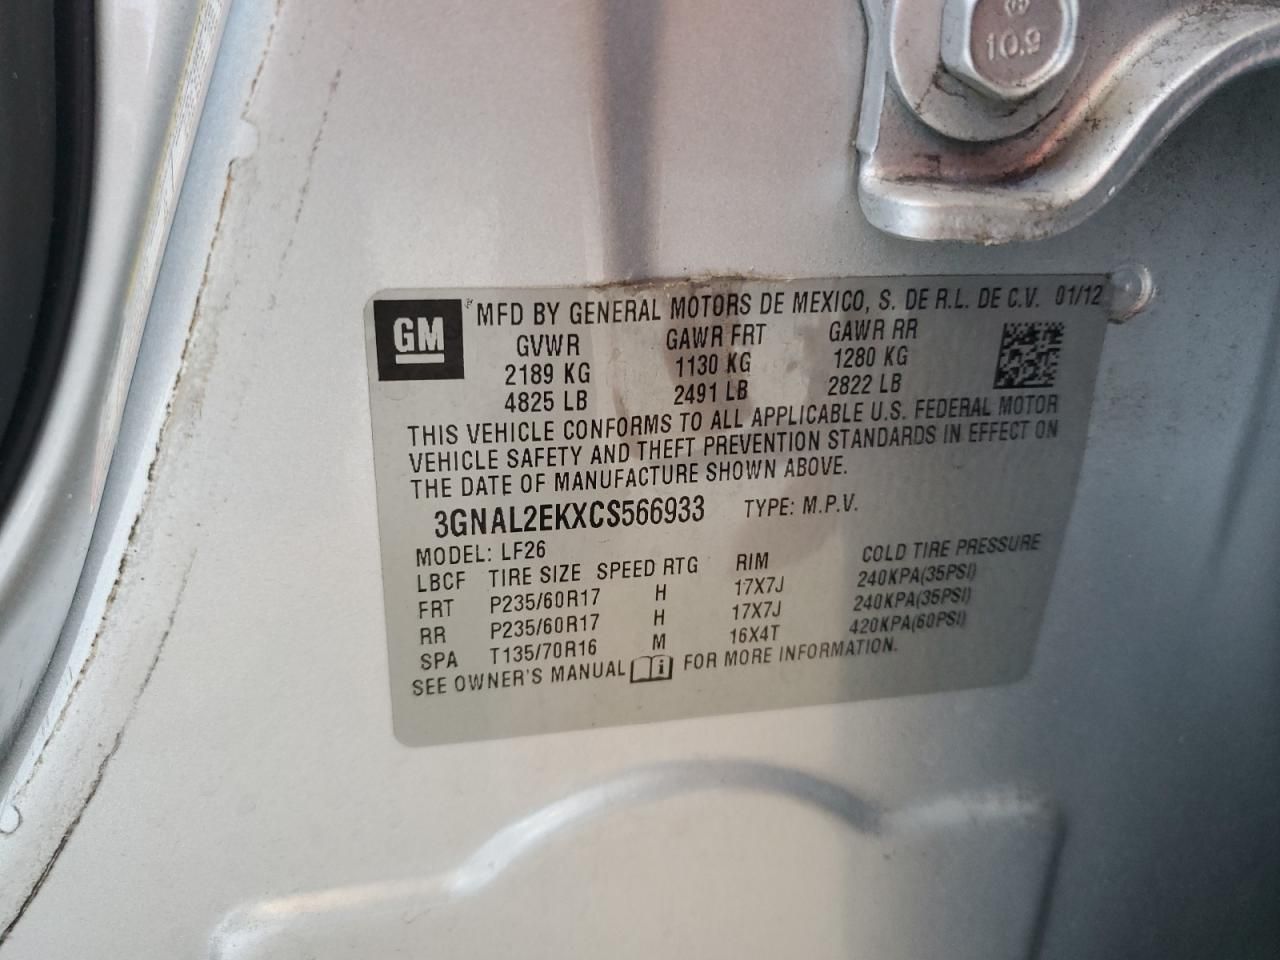 10.9
GM
MFD BY GENERAL MOTORS DE MEXICO, S. DE R.L. DE C.V. 01/12
GVWR GAWR FRT GAWR RR
2189 KG 1130 KG 1280 KG
4825 LB 2491 LB 2822 LB
THIS VEHICLE CONFORMS TO ALL APPLICABLE U.S. FEDERAL MOTOR
VEHICLE SAFETY AND THEFT PREVENTION STANDARDS IN EFFECT ON
THE DATE OF MANUFACTURE SHOWN ABOVE.
3GNAL2EKXCS566933 TYPE: M.P.V.
MODEL: LF26
LBCF TIRE SIZE SPEED RTG RIM COLD TIRE PRESSURE
FRT P235/60R17 H 17X7J 240KPA(35PSI)
RR P235/60R17 H 17X7J 240KPA(35PSI)
SPA T135/70R16 M 16X4T 420KPA(60PSI)
SEE OWNER'S MANUAL FOR MORE INFORMATION.